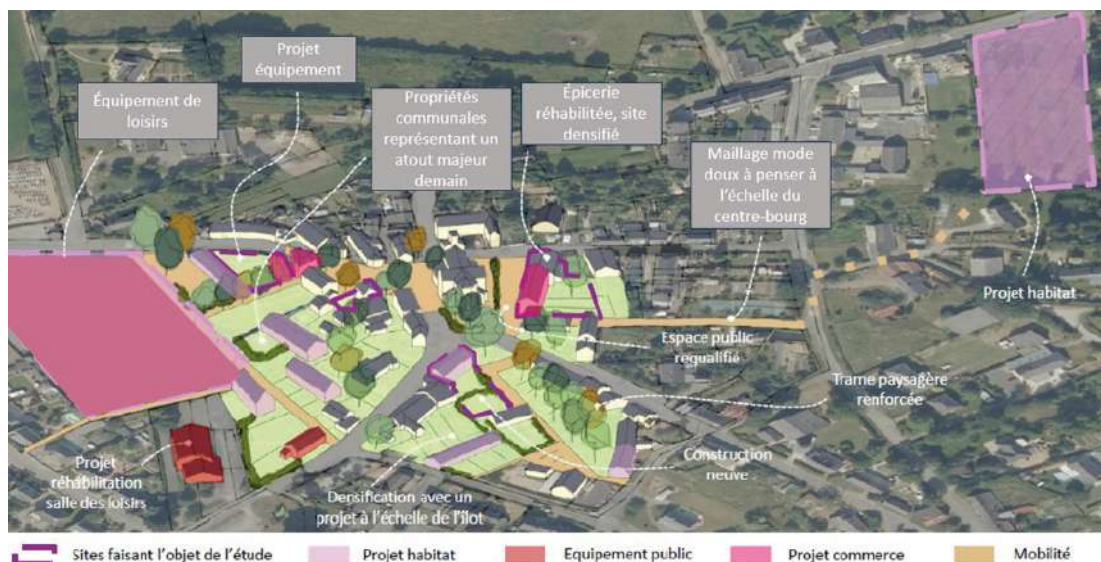 Projet
équipement
Équipement de
loisirs
Propriétés
communales
représentant un
atout majeur
demain
Épicerie
réhabilitée, site
densifié
Maillage mode
doux à penser à
l'échelle du
centre-bourg
Projet habitat
Espace public
requalifié
Trame paysagère
renforcée
Construction
neuve
Projet
réhabilitation
salle des loisirs
Densification avec un
projet à l'échelle de l'îlot
Sites faisant l'objet de l'étude
Projet habitat
Equipement public
Projet commerce
Mobilité